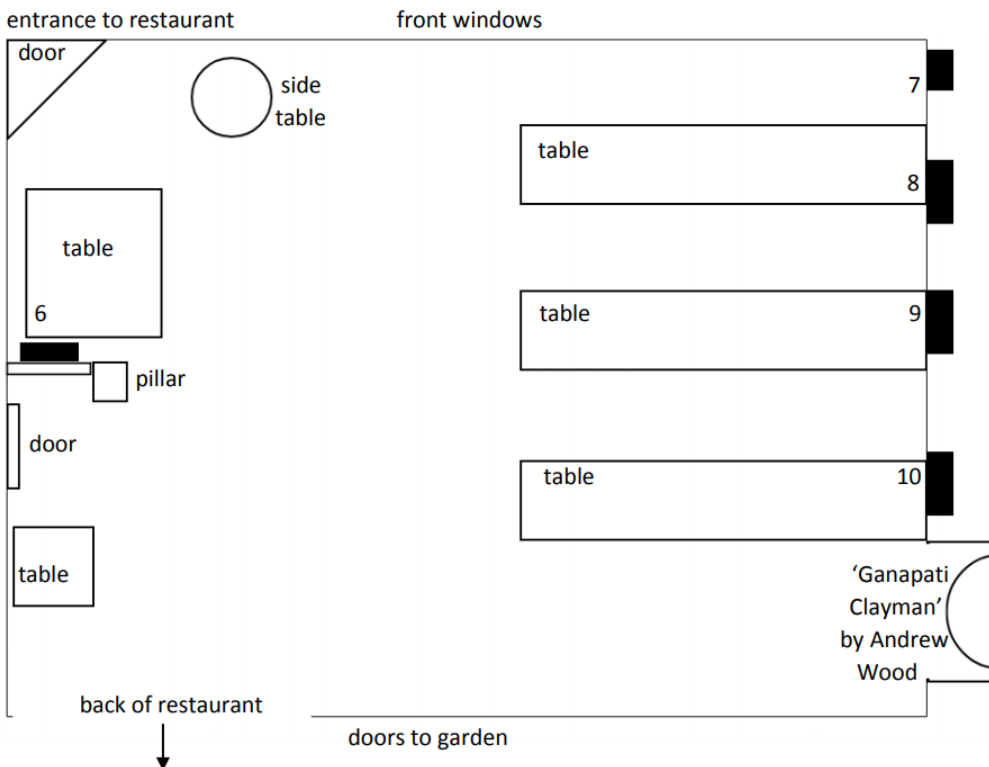 entrance to restaurant
front windows
door
side
table
7
table
8
table
6
table
9
pillar
door
table
10
table
‘Ganapati
Clayman’
by Andrew
Wood
back of restaurant
doors to garden